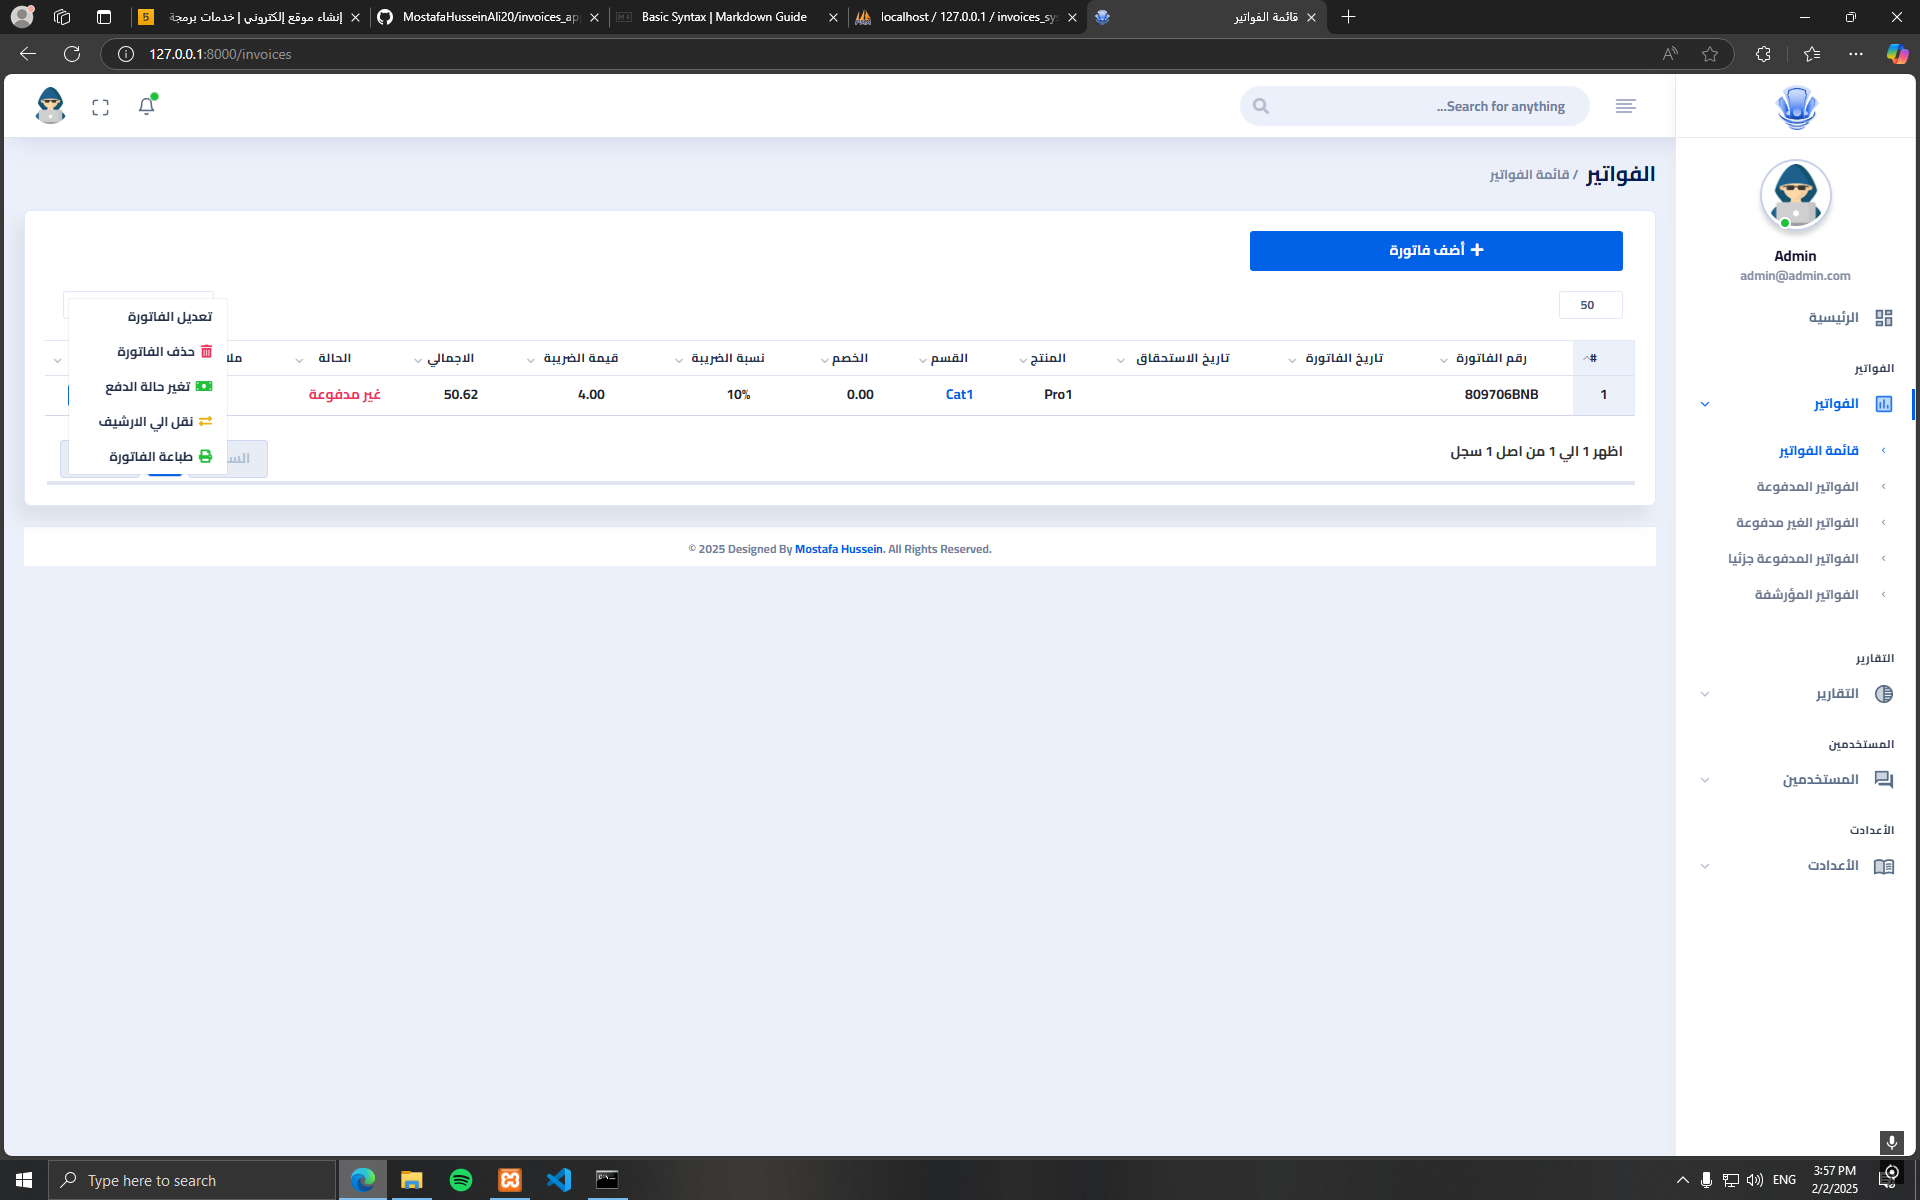 5 إنشاء موقع إلكتروني | خدمات برمجة
MostafaHusseinAli20/invoices_ap
Basic Syntax | Markdown Guide
localhost / 127.0.0.1 / invoices_sys
قائمة الفواتير
127.0.0.1:8000/invoices
Search for anything...
Admin
admin@admin.com
الرئيسية
الفواتير
الفواتير
قائمة الفواتير
الفواتير المدفوعة
الفواتير الغير مدفوعة
الفواتير المدفوعة جزئيا
الفواتير المؤرشفة
التقارير
التقارير
المستخدمين
المستخدمين
الأعدادت
الأعدادت
الفواتير / قائمة الفواتير
أضف فاتورة
50
# رقم الفاتورة تاريخ الفاتورة تاريخ الاستحقاق المنتج القسم الخصم نسبة الضريبة قيمة الضريبة الاجمالي الحالة ملا
1 809706BNB Pro1 Cat1 0.00 10% 4.00 50.62 غير مدفوعة
تعديل الفاتورة
حذف الفاتورة
تغير حالة الدفع
نقل الي الارشيف
طباعة الفاتورة
اظهر 1 الي 1 من اصل 1 سجل
الس
© 2025 Designed By Mostafa Hussein. All Rights Reserved.
Type here to search
ENG
3:57 PM
2/2/2025